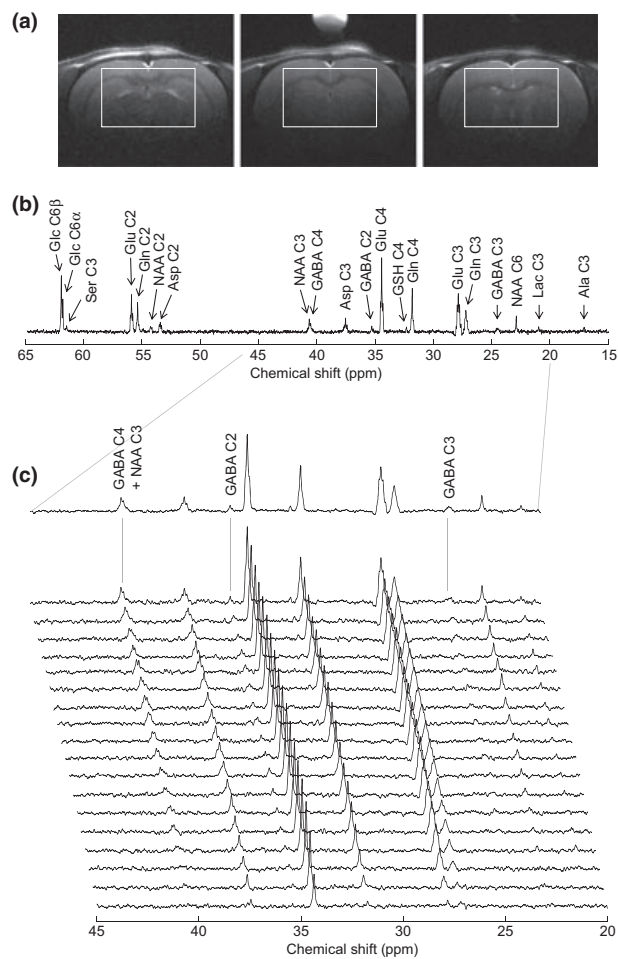 (a)
(b)
Glc C6β
Glc C6α
Ser C3
Glu C2
Gln C2
NAA C2
Asp C2
NAA C3
GABA C4
Asp C3
GABA C2
Glu C4
GSH C4
Gln C4
Glu C3
Gln C3
GABA C3
NAA C6
Lac C3
Ala C3
65 60 55 50 45 40 35 30 25 20 15
Chemical shift (ppm)
(c)
GABA C4
+ NAA C3
GABA C2
GABA C3
45 40 35 30 25 20
Chemical shift (ppm)